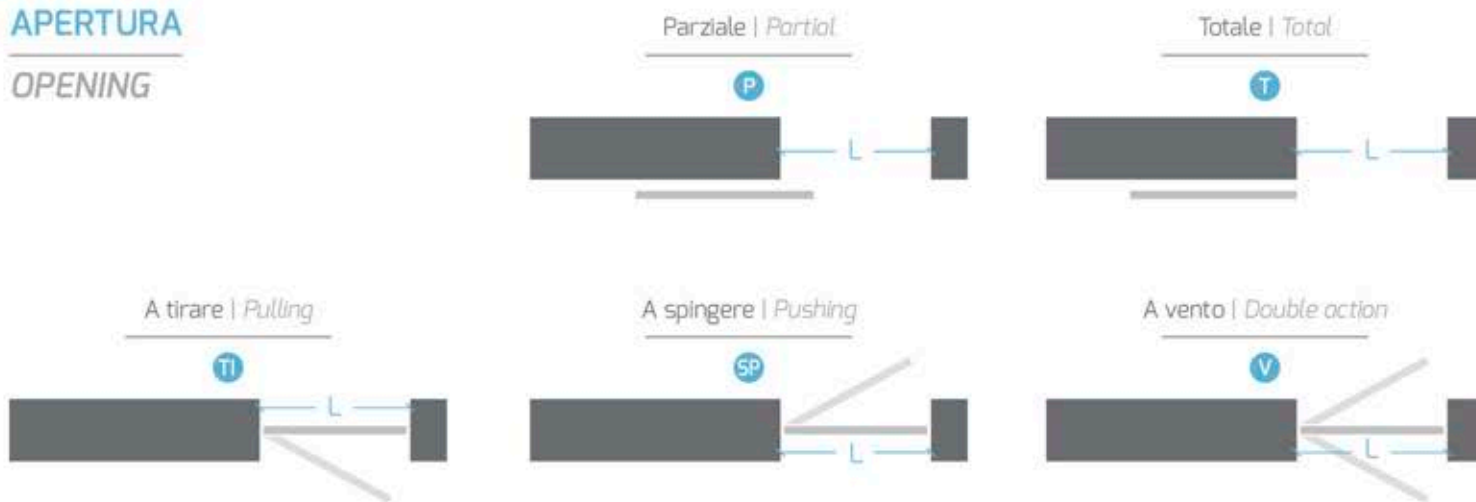 APERTURA
OPENING
Parziale | Partial
P
L
Totale | Total
T
L
A tirare | Pulling
TI
L
A spingere | Pushing
SP
L
A vento | Double action
V
L